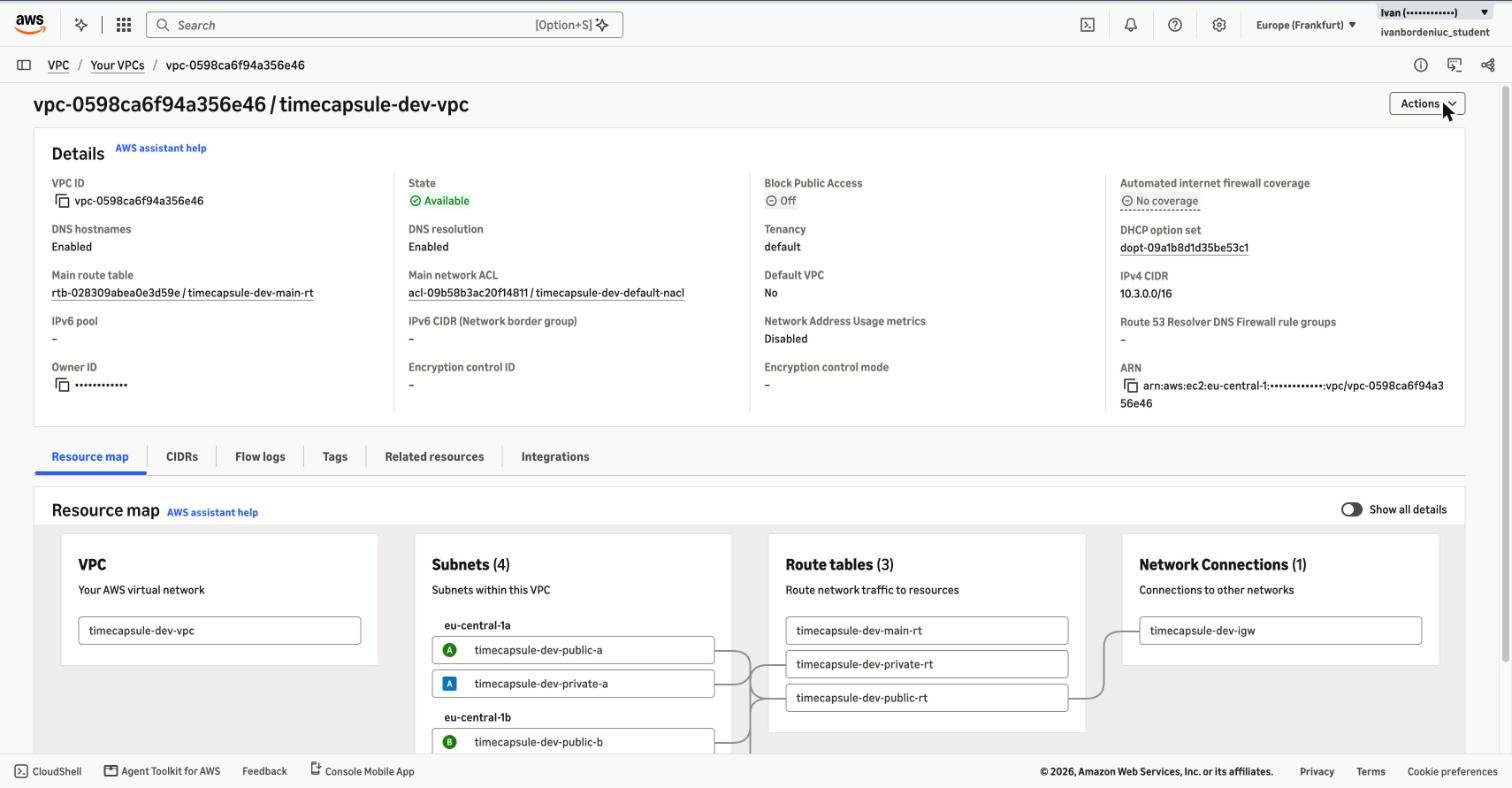 aws
Search
[Option+S]
Europe (Frankfurt)
Ivan (••••••••••••)
ivanbordeniuc_student
VPC / Your VPCs / vpc-0598ca6f94a356e46
vpc-0598ca6f94a356e46 / timecapsule-dev-vpc
Actions
Details
AWS assistant help
VPC ID
vpc-0598ca6f94a356e46
State
Available
Block Public Access
Off
Automated internet firewall coverage
No coverage
DNS hostnames
Enabled
DNS resolution
Enabled
Tenancy
default
DHCP option set
dopt-09a1b8d1d35be53c1
Main route table
rtb-028309abea0e3d59e / timecapsule-dev-main-rt
Main network ACL
acl-09b58b3ac20f14811 / timecapsule-dev-default-nacl
Default VPC
No
IPv4 CIDR
10.3.0.0/16
IPv6 pool
–
IPv6 CIDR (Network border group)
–
Network Address Usage metrics
Disabled
Route 53 Resolver DNS Firewall rule groups
–
Owner ID
••••••••••••
Encryption control ID
–
Encryption control mode
–
ARN
arn:aws:ec2:eu-central-1:••••••••••••:vpc/vpc-0598ca6f94a3
56e46
Resource map
CIDRs
Flow logs
Tags
Related resources
Integrations
Resource map
AWS assistant help
Show all details
VPC
Your AWS virtual network
timecapsule-dev-vpc
Subnets (4)
Subnets within this VPC
eu-central-1a
A timecapsule-dev-public-a
A timecapsule-dev-private-a
eu-central-1b
B timecapsule-dev-public-b
Route tables (3)
Route network traffic to resources
timecapsule-dev-main-rt
timecapsule-dev-private-rt
timecapsule-dev-public-rt
Network Connections (1)
Connections to other networks
timecapsule-dev-igw
CloudShell
Agent Toolkit for AWS
Feedback
Console Mobile App
© 2026, Amazon Web Services, Inc. or its affiliates.
Privacy
Terms
Cookie preferences